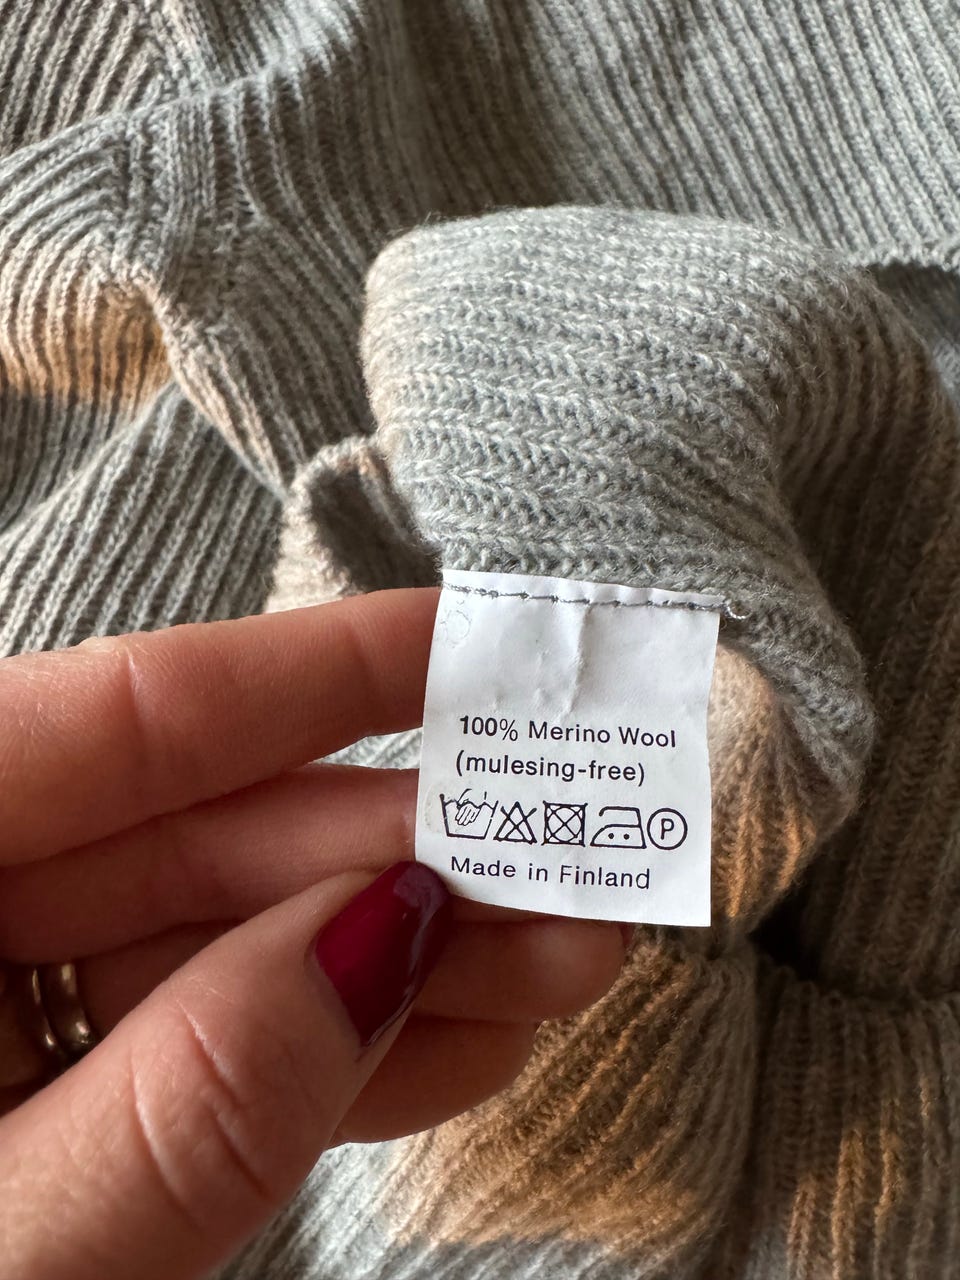 100% Merino Wool
(mulesing-free)
P
Made in Finland